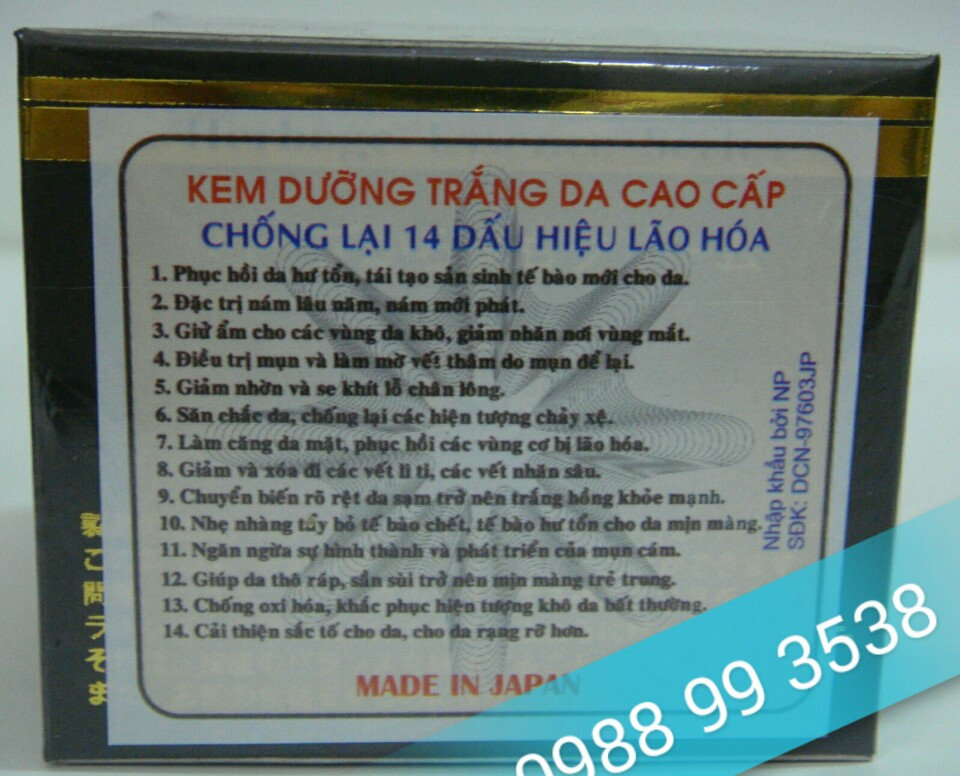 KEM DƯỠNG TRẮNG DA CAO CẤP
CHỐNG LẠI 14 DẤU HIỆU LÃO HÓA
1. Phục hồi da hư tổn, tái tạo sản sinh tế bào mới cho da.
2. Đặc trị nám lâu năm, nám mới phát.
3. Giử ẩm cho các vùng da khô, giảm nhăn nơi vùng mắt.
4. Điều trị mụn và làm mờ vết thâm do mụn để lại.
5. Giảm nhờn và se khít lỗ chân lông.
6. Săn chắc da, chống lại các hiện tượng chảy xệ.
7. Làm căng da mặt, phục hồi các vùng cơ bị lão hóa.
8. Giảm và xóa đi các vết li ti, các vết nhăn sâu.
9. Chuyển biến rõ rệt da sạm trở nên trắng hồng khỏe mạnh.
10. Nhẹ nhàng tẩy bỏ tế bào chết, tế bào hư tổn cho da mịn màng.
11. Ngăn ngừa sự hình thành và phát triển của mụn cám.
12. Giúp da thô ráp, sần sùi trở nên mịn màng trẻ trung.
13. Chống oxi hóa, khắc phục hiện tượng khô da bất thường.
14. Cải thiện sắc tố cho da, cho da rạng rỡ hơn.
MADE IN JAPAN
Nhập khẩu bởi NP
SĐK: DCN-97603JP
こ
間
ラ
そ
ま
0988 99 3538